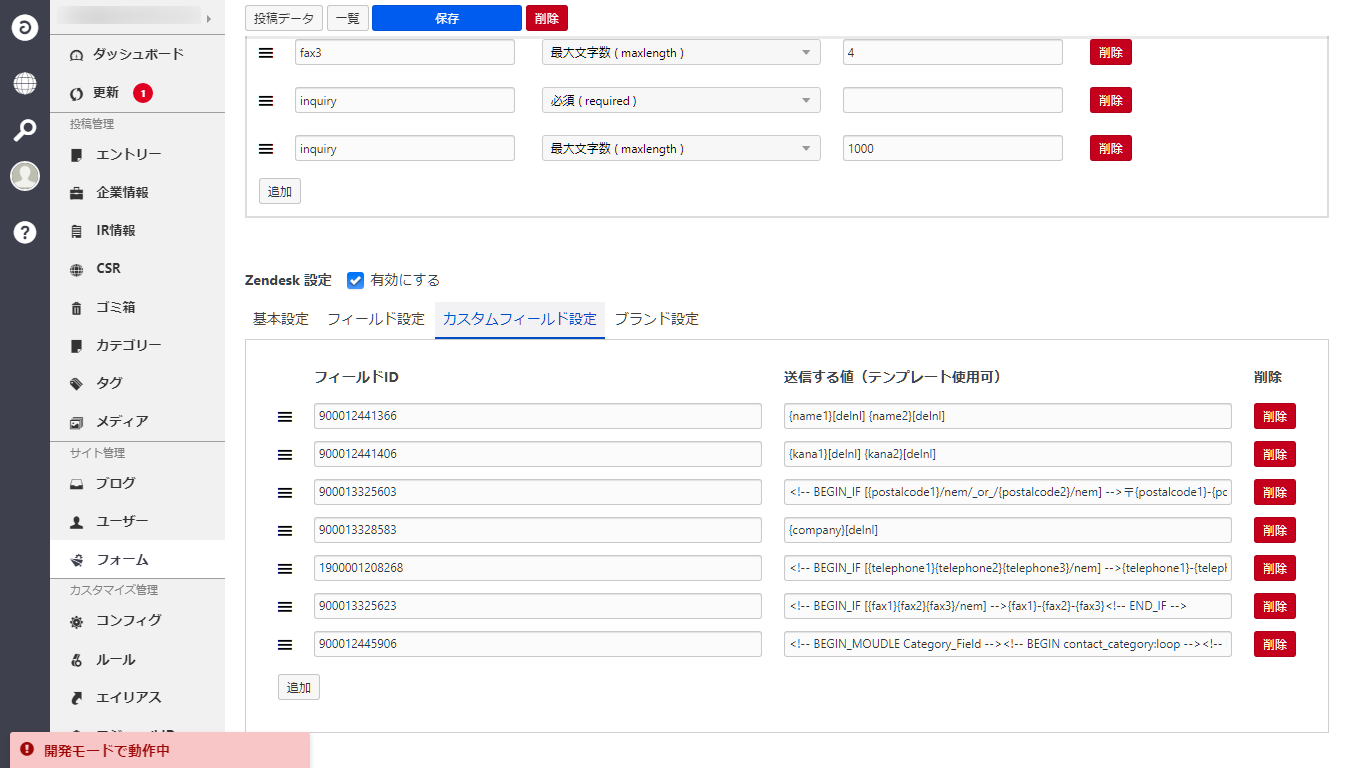 投稿データ 一覧 保存 削除
ダッシュボード
更新 1
投稿管理
エントリー
企業情報
IR情報
CSR
ゴミ箱
カテゴリー
タグ
メディア
サイト管理
ブログ
ユーザー
フォーム
カスタマイズ管理
コンフィグ
ルール
エイリアス
開発モードで動作中
fax3 最大文字数 ( maxlength ) 4 削除
inquiry 必須 ( required ) 削除
inquiry 最大文字数 ( maxlength ) 1000 削除
追加
Zendesk 設定 有効にする
基本設定 フィールド設定 カスタムフィールド設定 ブランド設定
フィールドID 送信する値（テンプレート使用可） 削除
900012441366 {name1}[delnl] {name2}[delnl] 削除
900012441406 {kana1}[delnl] {kana2}[delnl] 削除
900013325603 <!-- BEGIN_IF [{postalcode1}/nem/_or_/{postalcode2}/nem] -->〒{postalcode1}-{pc 削除
900013328583 {company}[delnl] 削除
1900001208268 <!-- BEGIN_IF [{telephone1}{telephone2}{telephone3}/nem] -->{telephone1}-{teleph 削除
900013325623 <!-- BEGIN_IF [{fax1}{fax2}{fax3}/nem] -->{fax1}-{fax2}-{fax3}<!-- END_IF --> 削除
900012445906 <!-- BEGIN_MOUDLE Category_Field --><!-- BEGIN contact_category:loop --><!-- 削除
追加